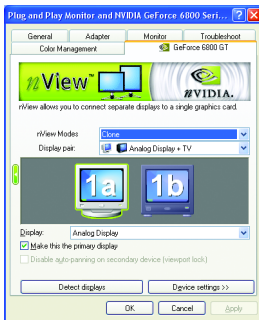 Plug and Play Monitor and NVIDIA GeForce 6800 Seri...
General Adapter Monitor Troubleshoot
Color Management GeForce 6800 GT
nView™
NVIDIA.
nView allows you to connect separate displays to a single graphics card.
nView Modes Clone
Display pair: Analog Display + TV
1a 1b
Display: Analog Display
Make this the primary display
Disable auto-panning on secondary device (viewport lock)
Detect displays Device settings >>
OK Cancel Apply